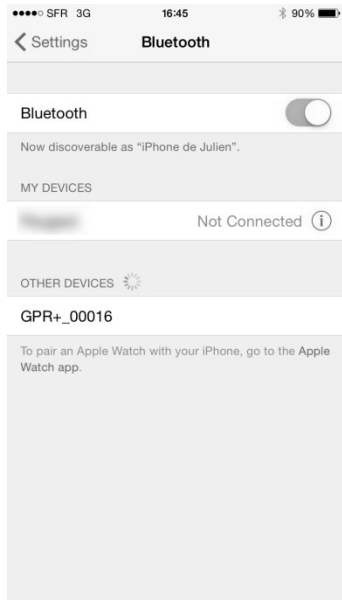 SFR 3G 16:45 90%
Settings Bluetooth
Bluetooth
Now discoverable as “iPhone de Julien”.
MY DEVICES
Not Connected
OTHER DEVICES
GPR+_00016
To pair an Apple Watch with your iPhone, go to the Apple
Watch app.